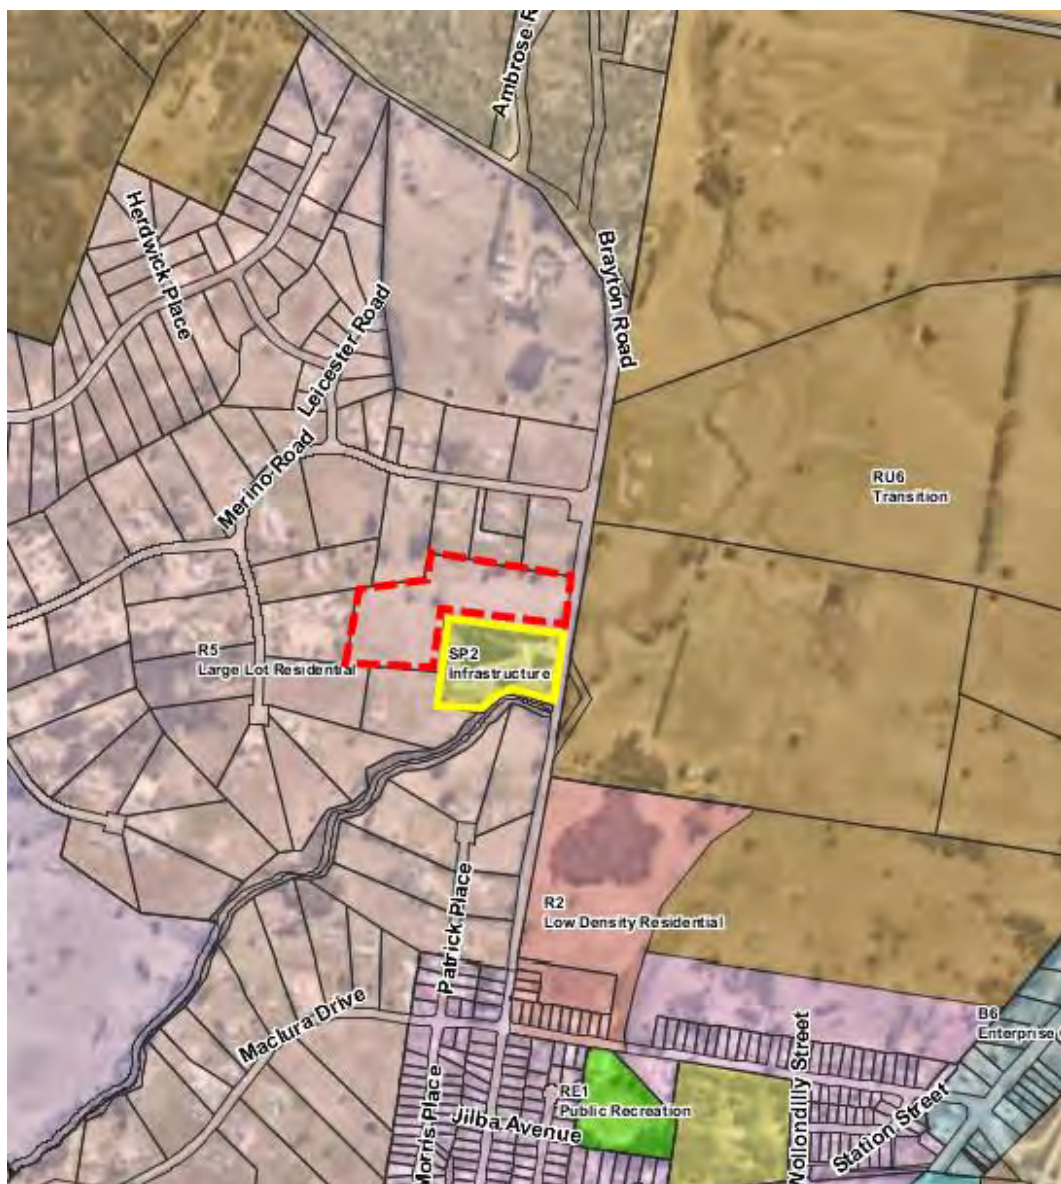 Ambrose R
Herdwick Place
Brayton Road
Leicester Road
Merino Road
RU6
Transition
R5
Large Lot Residential
SP2
Infrastructure
R2
Low Density Residential
Patrick Place
Maclura Drive
B6
Enterprise
Wollondilly Street
RE1
Public Recreation
Morris Place
Jilba Avenue
Station Street